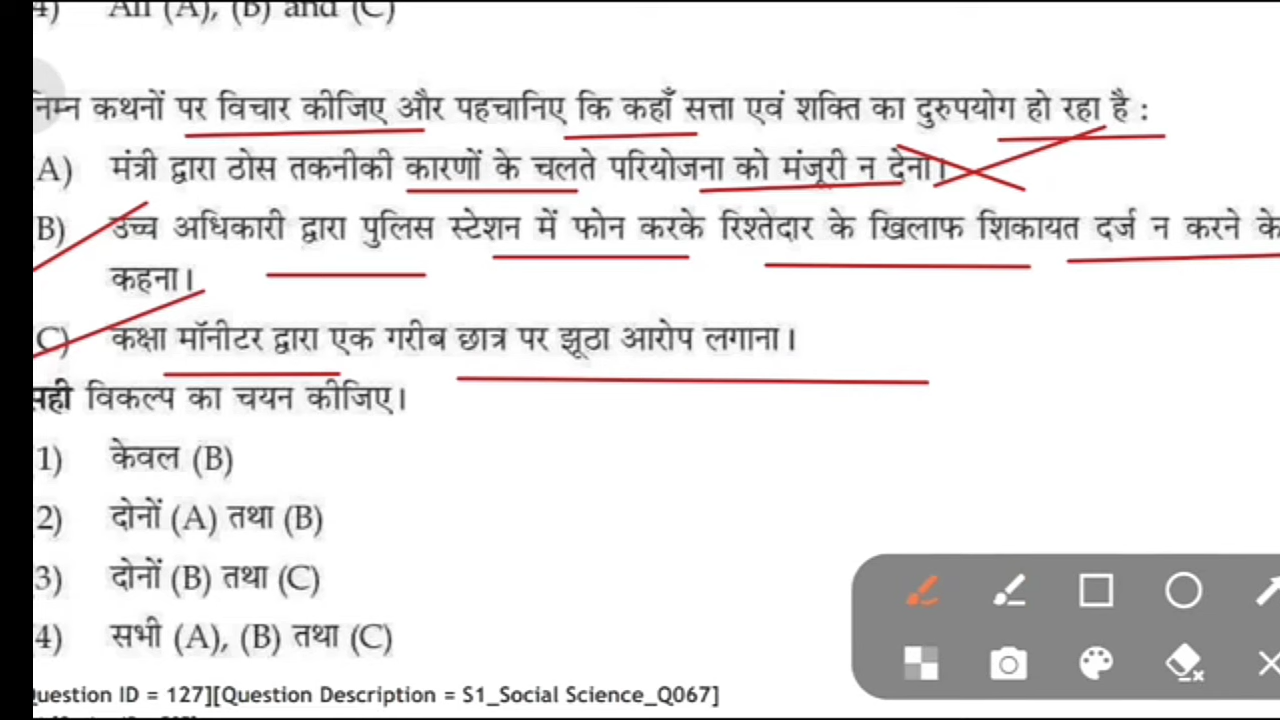 4) All (A), (B) and (C)
निम्न कथनों पर विचार कीजिए और पहचानिए कि कहाँ सत्ता एवं शक्ति का दुरुपयोग हो रहा है :
A) मंत्री द्वारा ठोस तकनीकी कारणों के चलते परियोजना को मंजूरी न देना।
B) उच्च अधिकारी द्वारा पुलिस स्टेशन में फोन करके रिश्तेदार के खिलाफ शिकायत दर्ज न करने के
कहना।
C) कक्षा मॉनीटर द्वारा एक गरीब छात्र पर झूठा आरोप लगाना।
सही विकल्प का चयन कीजिए।
1) केवल (B)
2) दोनों (A) तथा (B)
3) दोनों (B) तथा (C)
4) सभी (A), (B) तथा (C)
uestion ID = 127][Question Description = S1_Social Science_Q067]